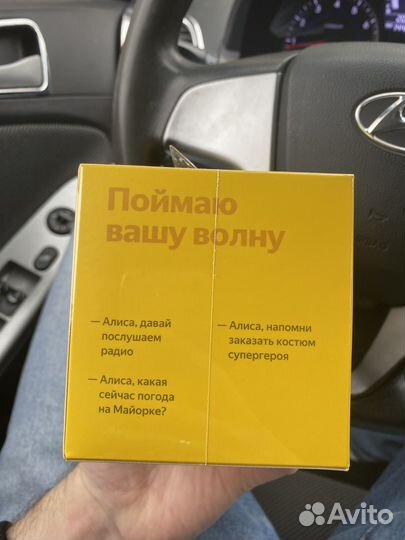 Поймаю
вашу волну
— Алиса, давай
послушаем
радио
— Алиса, какая
сейчас погода
на Майорке?
— Алиса, напомни
заказать костюм
супергероя
Avito